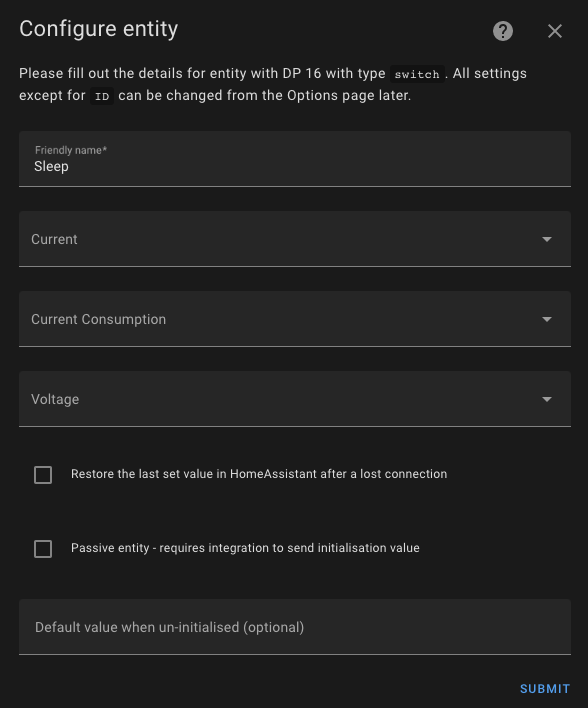 Configure entity
Please fill out the details for entity with DP 16 with type switch. All settings
except for ID can be changed from the Options page later.
Friendly name*
Sleep
Current
Current Consumption
Voltage
Restore the last set value in HomeAssistant after a lost connection
Passive entity - requires integration to send initialisation value
Default value when un-initialised (optional)
SUBMIT